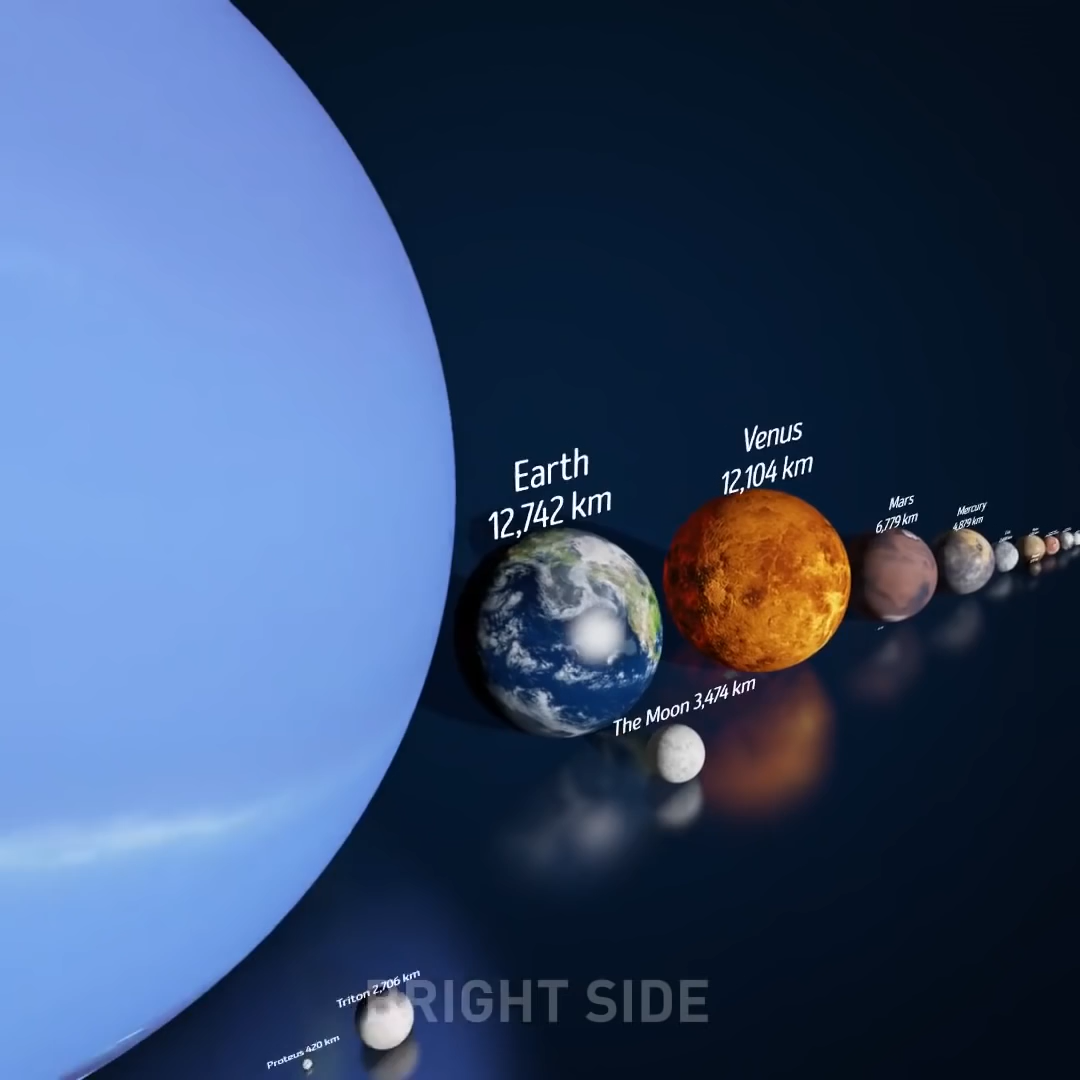 Venus
12,104 km
Earth
12,742 km
Mars
6,779 km
Mercury
4,879 km
The Moon 3,474 km
Triton 2,706 km
BRIGHT SIDE
Proteus 420 km